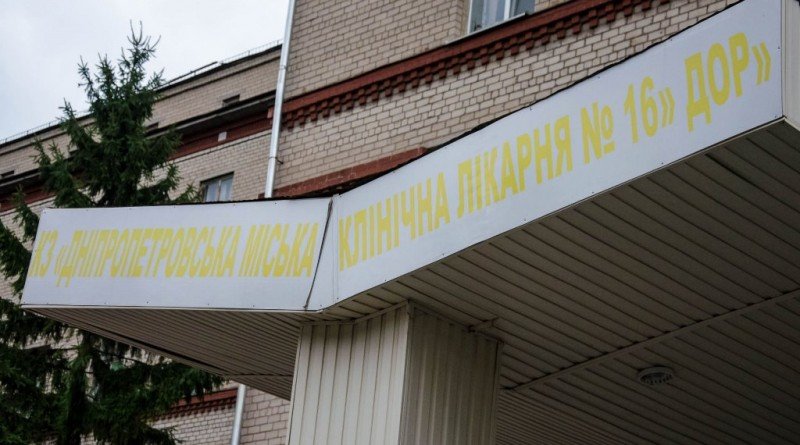 КЗ «ДНІПРОПЕТРОВСЬКА МІСЬКА КЛІНІЧНА ЛІКАРНЯ № 16» ДОР»